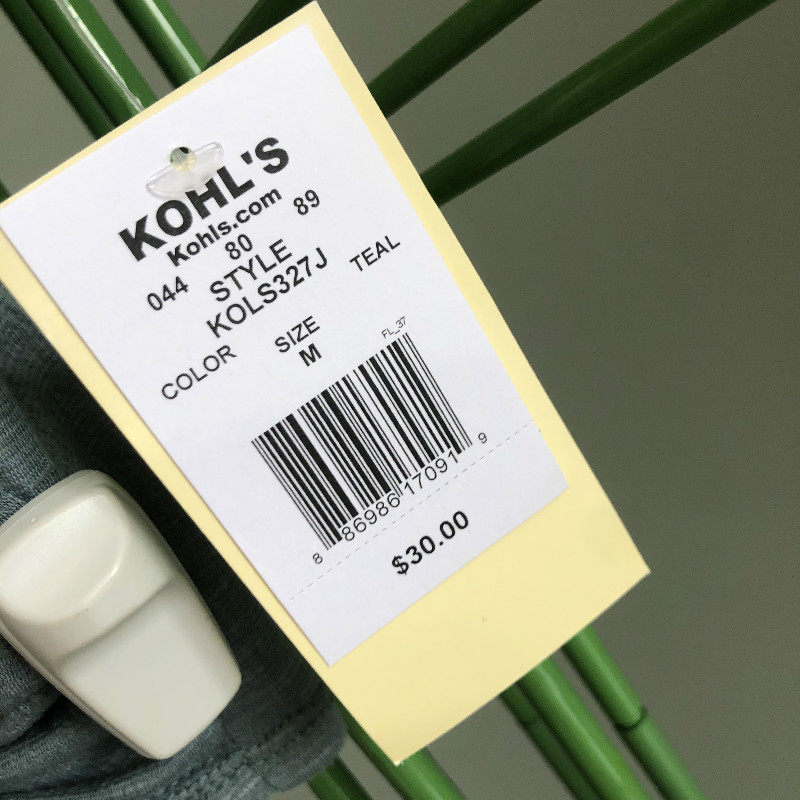 KOHL'S
Kohls.com
044 80 89
STYLE
KOLS327J
COLOR SIZE TEAL
M
FL_37
8 86986 17091 9
$30.00